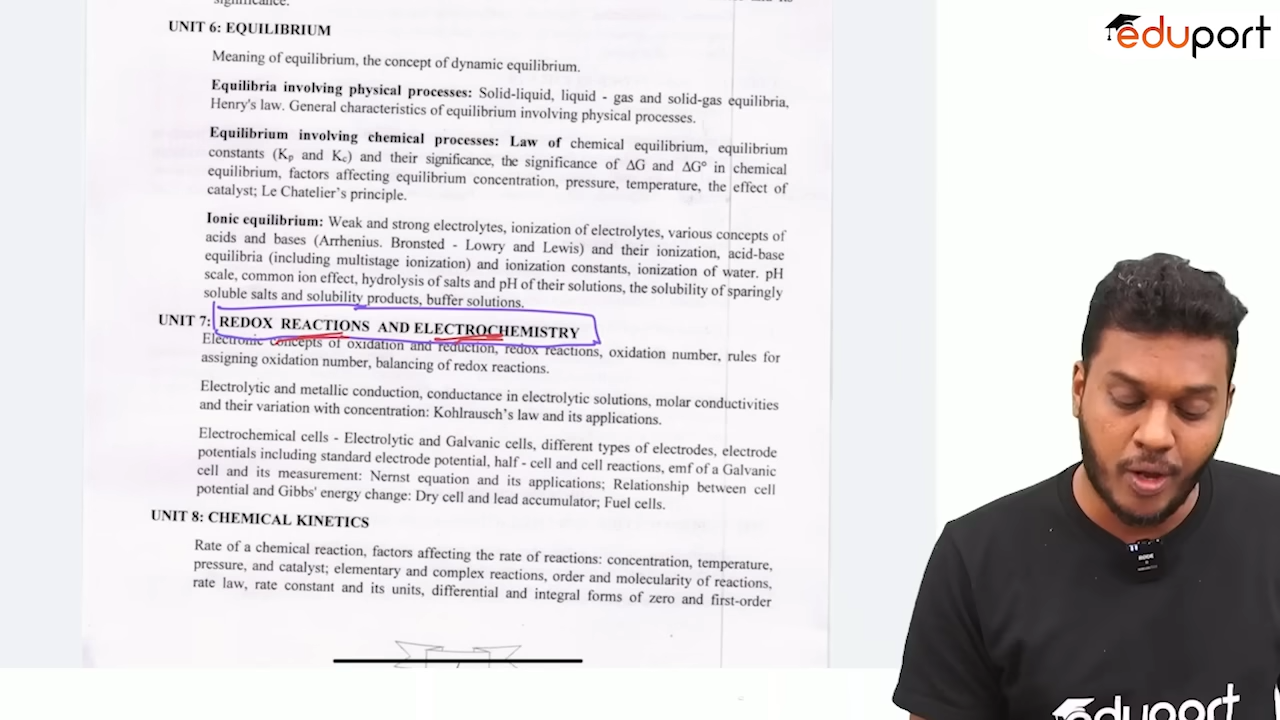 significance.
eduport
UNIT 6: EQUILIBRIUM
Meaning of equilibrium, the concept of dynamic equilibrium.
Equilibria involving physical processes: Solid-liquid, liquid - gas and solid-gas equilibria,
Henry's law. General characteristics of equilibrium involving physical processes.
Equilibrium involving chemical processes: Law of chemical equilibrium, equilibrium
constants (Kp and Kc) and their significance, the significance of ΔG and ΔG° in chemical
equilibrium, factors affecting equilibrium concentration, pressure, temperature, the effect of
catalyst; Le Chatelier's principle.
Ionic equilibrium: Weak and strong electrolytes, ionization of electrolytes, various concepts of
acids and bases (Arrhenius. Bronsted - Lowry and Lewis) and their ionization, acid-base
equilibria (including multistage ionization) and ionization constants, ionization of water. pH
scale, common ion effect, hydrolysis of salts and pH of their solutions, the solubility of sparingly
soluble salts and solubility products, buffer solutions.
UNIT 7: REDOX REACTIONS AND ELECTROCHEMISTRY
Electronic concepts of oxidation and reduction, redox reactions, oxidation number, rules for
assigning oxidation number, balancing of redox reactions.
Electrolytic and metallic conduction, conductance in electrolytic solutions, molar conductivities
and their variation with concentration: Kohlrausch's law and its applications.
Electrochemical cells - Electrolytic and Galvanic cells, different types of electrodes, electrode
potentials including standard electrode potential, half - cell and cell reactions, emf of a Galvanic
cell and its measurement: Nernst equation and its applications; Relationship between cell
potential and Gibbs' energy change: Dry cell and lead accumulator; Fuel cells.
UNIT 8: CHEMICAL KINETICS
Rate of a chemical reaction, factors affecting the rate of reactions: concentration, temperature,
pressure, and catalyst; elementary and complex reactions, order and molecularity of reactions,
rate law, rate constant and its units, differential and integral forms of zero and first-order
eduport